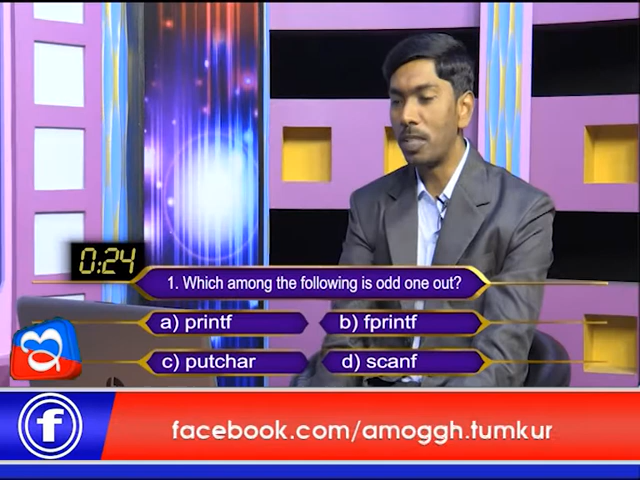 0:24
1. Which among the following is odd one out?
a) printf
b) fprintf
c) putchar
d) scanf
f
facebook.com/amoggh.tumkur